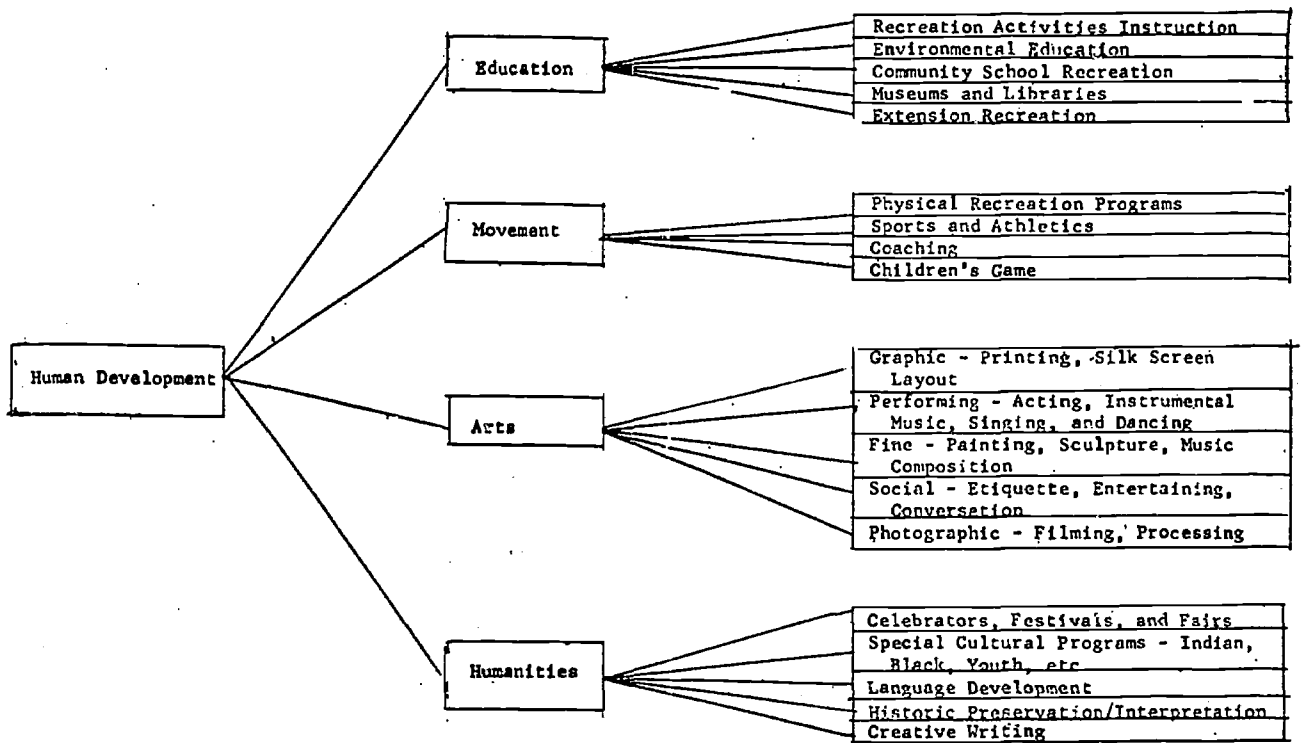 Education
Recreation Activities Instruction
Environmental Education
Community School Recreation
Museums and Libraries
Extension Recreation
Movement
Physical Recreation Programs
Sports and Athletics
Coaching
Children's Game
Human Development
Arts
Graphic - Printing, Silk Screen
Layout
Performing - Acting, Instrumental
Music, Singing, and Dancing
Fine - Painting, Sculpture, Music
Composition
Social - Etiquette, Entertaining,
Conversation
Photographic - Filming, Processing
Humanities
Celebrators, Festivals, and Fairs
Special Cultural Programs - Indian,
Black, Youth, etc
Language Development
Historic Preservation/Interpretation
Creative Writing